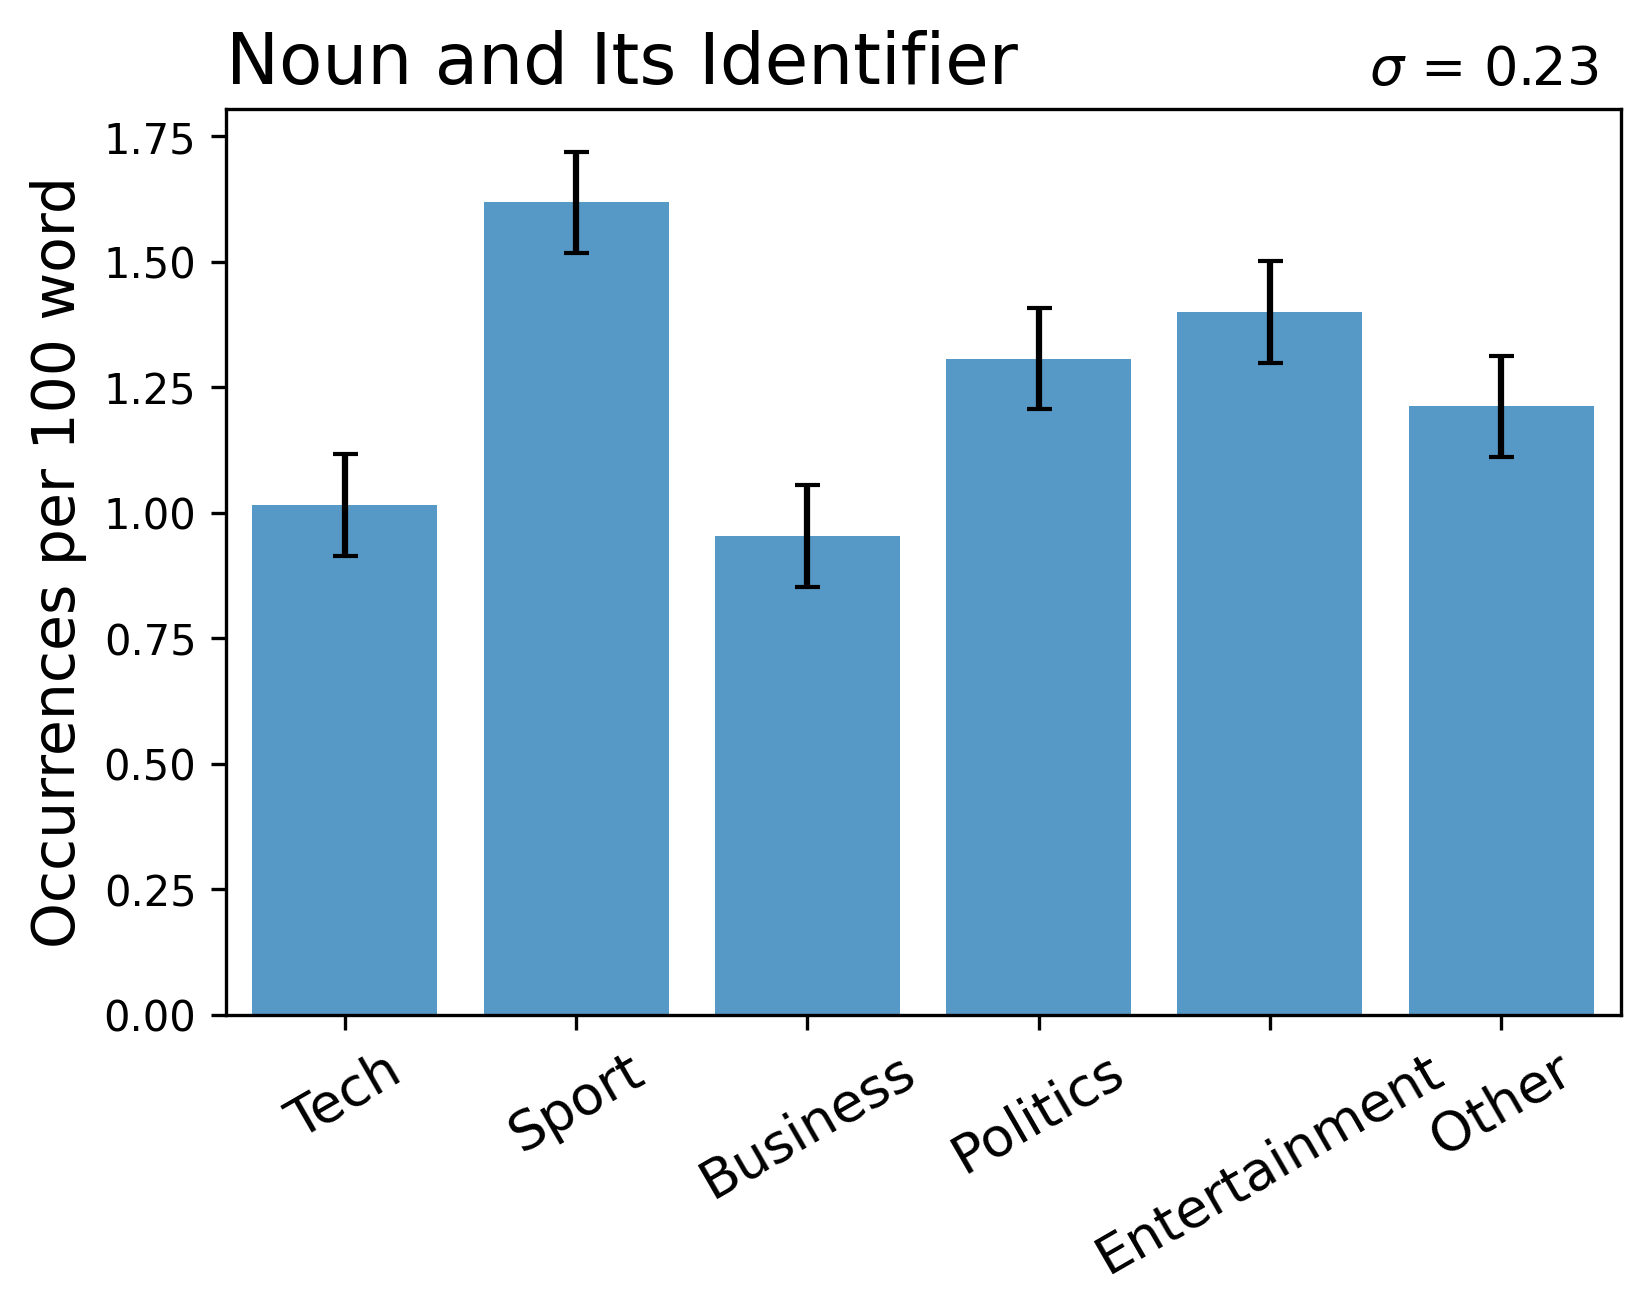 Noun and Its Identifier
σ = 0.23
Occurrences per 100 word
1.75
1.50
1.25
1.00
0.75
0.50
0.25
0.00
Tech
Sport
Business
Politics
Entertainment
Other